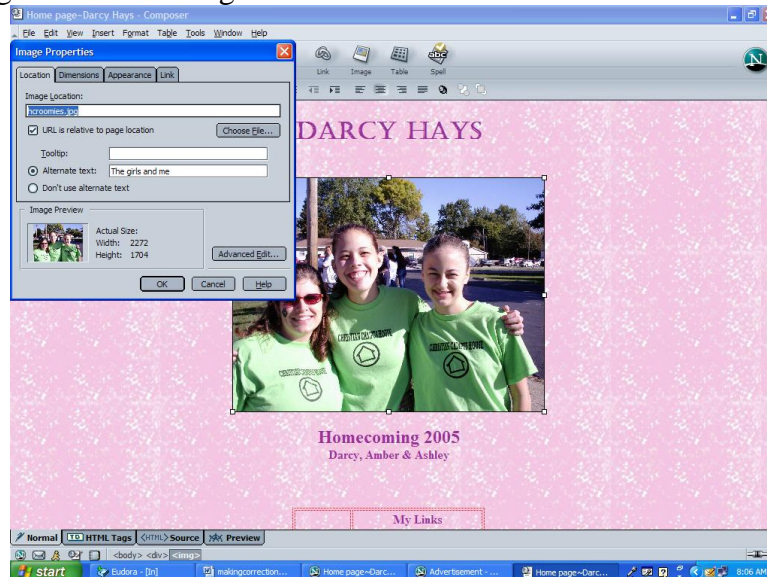 Home page~Darcy Hays - Composer
File Edit View Insert Format Table Tools Window Help
Image Properties
Link Image Table Spell
Location Dimensions Appearance Link
Image Location:
hcroomies.jpg
URL is relative to page location Choose File...
Tooltip:
Alternate text: The girls and me
Don't use alternate text
Image Preview
Actual Size:
Width: 2272
Height: 1704
Advanced Edit...
OK Cancel Help
DARCY HAYS
Homecoming 2005
Darcy, Amber & Ashley
My Links
Normal HTML Tags <HTML> Source Preview
<body> <div> <img>
start Eudora - [In] makingcorrection... Home page~Darc... Advertisement - ... Home page~Darc... 8:06 AM